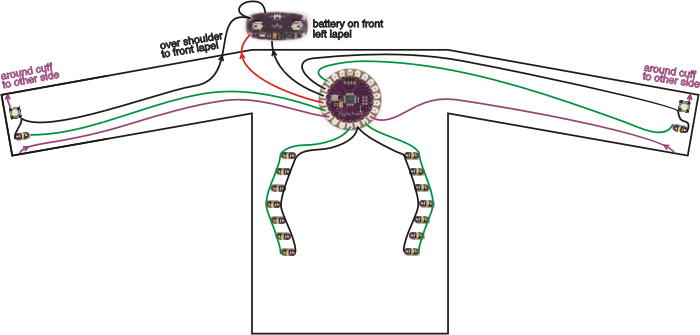 battery on front
left lapel
over shoulder
to front lapel
around cuff
to other side
around cuff
to other side